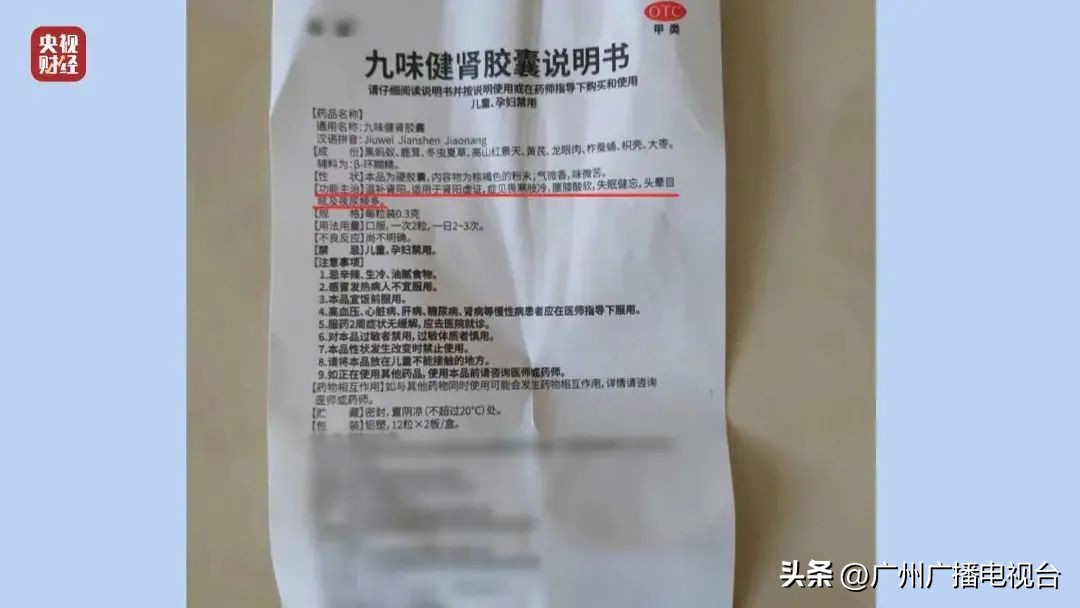 央视
财经
OTC
甲类
九味健肾胶囊说明书
请仔细阅读说明书并按说明使用或在药师指导下购买和使用
儿童、孕妇禁用
【药品名称】
通用名称：九味健肾胶囊
汉语拼音：Jiuwei Jianshen Jiaonang
【成 份】黑蚂蚁、鹿茸、冬虫夏草、高山红景天、黄芪、龙眼肉、柞蚕蛹、枳壳、大枣。
辅料为：β-环糊精。
【性 状】本品为硬胶囊，内容物为棕褐色的粉末；气微香，味微苦。
【功能主治】温补肾阳。适用于肾阳虚证，症见畏寒肢冷，腰膝酸软，失眠健忘，头晕目
眩及夜尿频多。
【规 格】每粒装0.3克
【用法用量】口服，一次2粒，一日2~3次。
【不良反应】尚不明确。
【禁 忌】儿童、孕妇禁用。
【注意事项】
1.忌辛辣、生冷、油腻食物。
2.感冒发热病人不宜服用。
3.本品宜饭前服用。
4.高血压、心脏病、肝病、糖尿病、肾病等慢性病患者应在医师指导下服用。
5.服药2周症状无缓解，应去医院就诊。
6.对本品过敏者禁用，过敏体质者慎用。
7.本品性状发生改变时禁止使用。
8.请将本品放在儿童不能接触的地方。
9.如正在使用其他药品，使用本品前请咨询医师或药师。
【药物相互作用】如与其他药物同时使用可能会发生药物相互作用，详情请咨询
医师或药师。
【贮 藏】密封，置阴凉（不超过20℃）处。
【包 装】铝塑，12粒×2板/盒。
头条 @广州广播电视台